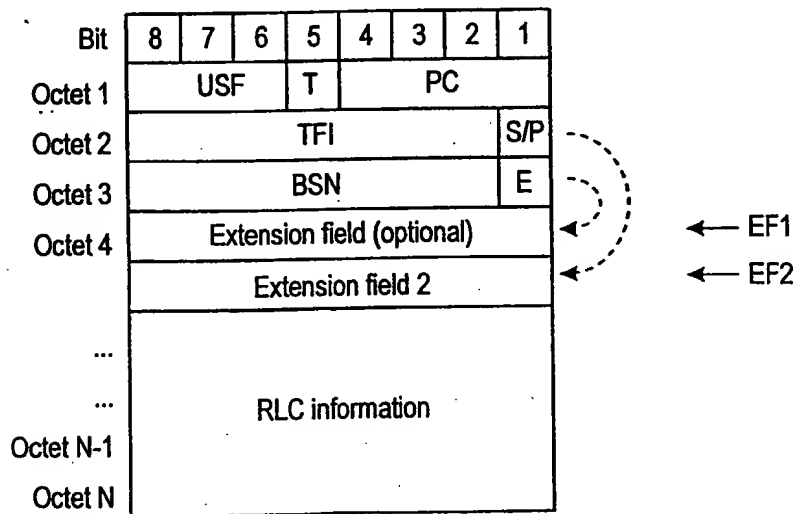 Bit 8 7 6 5 4 3 2 1
Octet 1 USF T PC
Octet 2 TFI S/P
Octet 3 BSN E
Octet 4 Extension field (optional) EF1
Extension field 2 EF2
...
...
RLC information
Octet N-1
Octet N